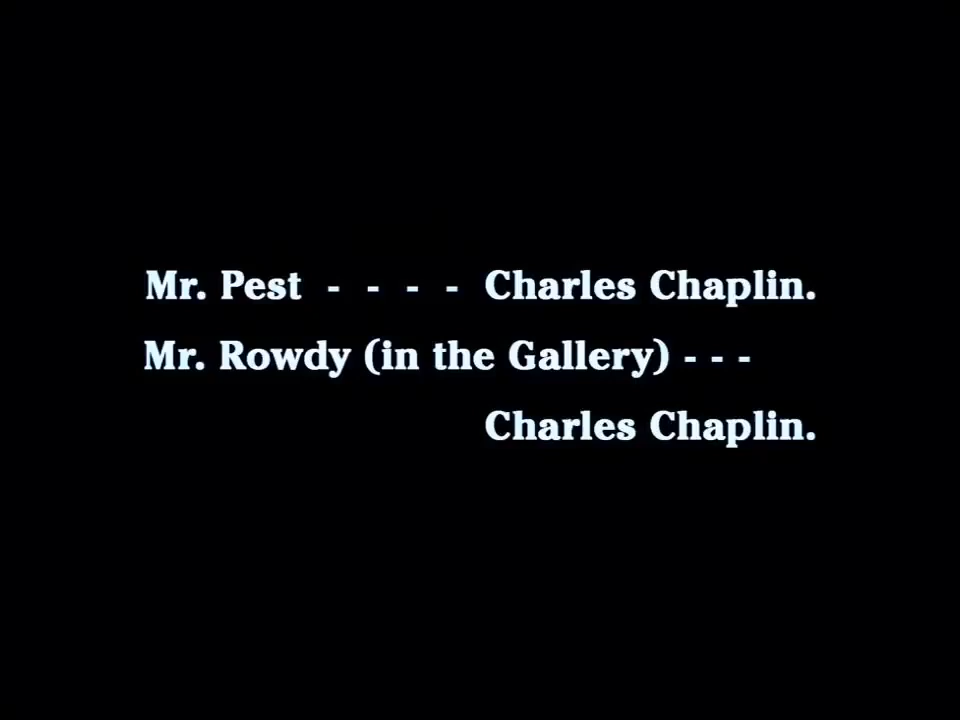 Mr. Pest - - - - Charles Chaplin.
Mr. Rowdy (in the Gallery) - - -
Charles Chaplin.